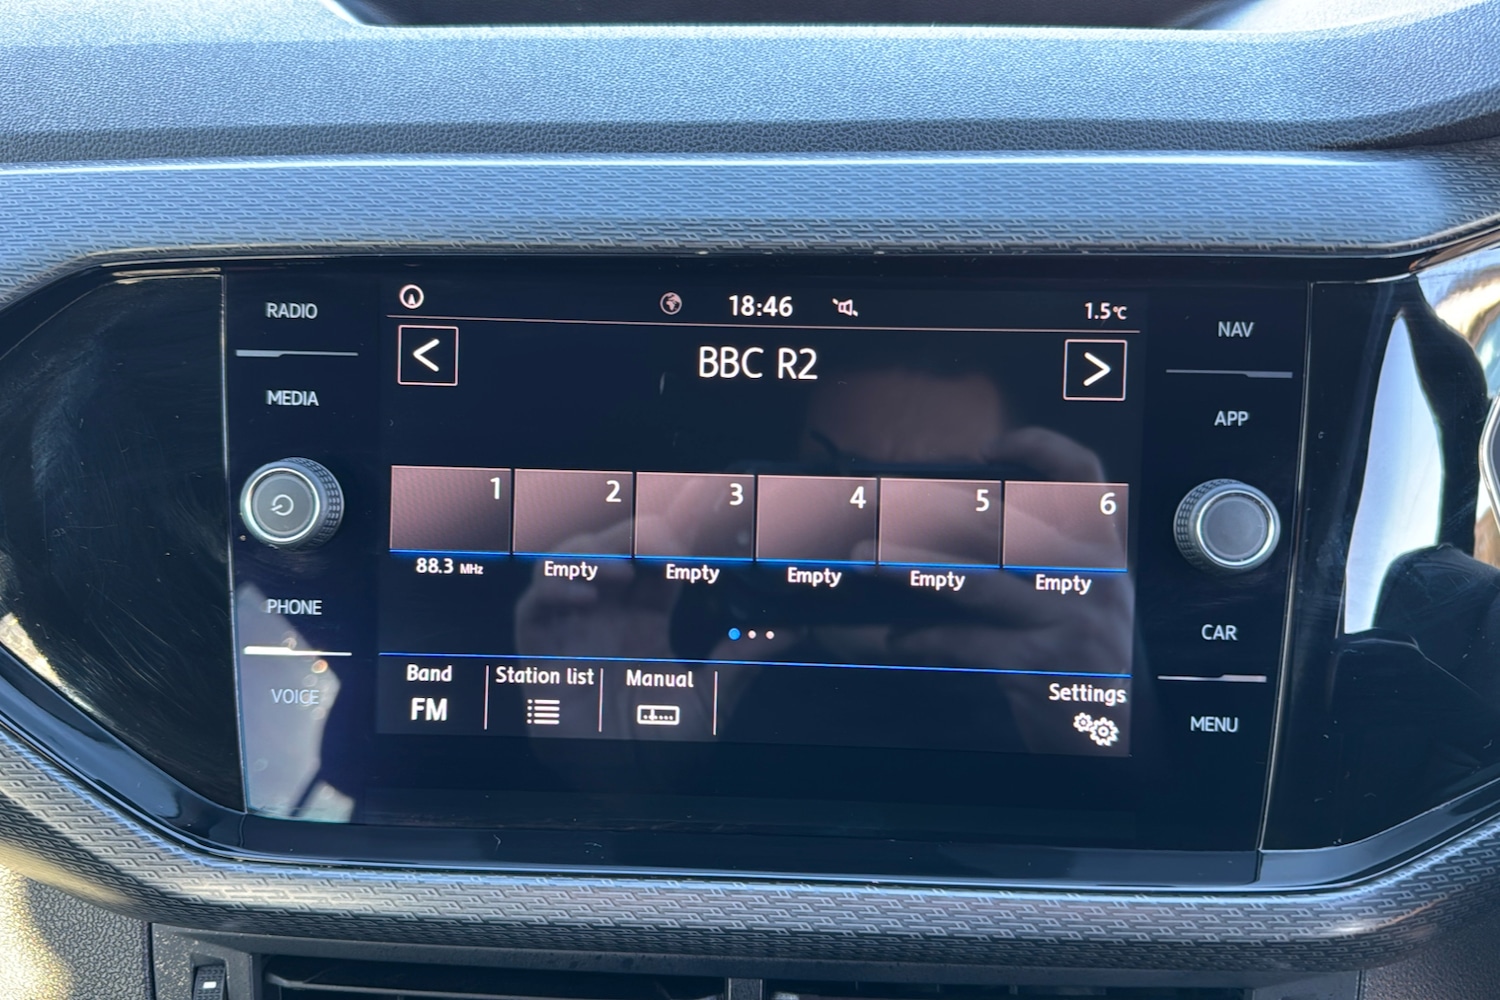 RADIO
MEDIA
PHONE
VOICE
18:46
1.5°C
BBC R2
1
2
3
4
5
6
88.3 MHz
Empty
Empty
Empty
Empty
Empty
Band
FM
Station list
Manual
Settings
NAV
APP
CAR
MENU